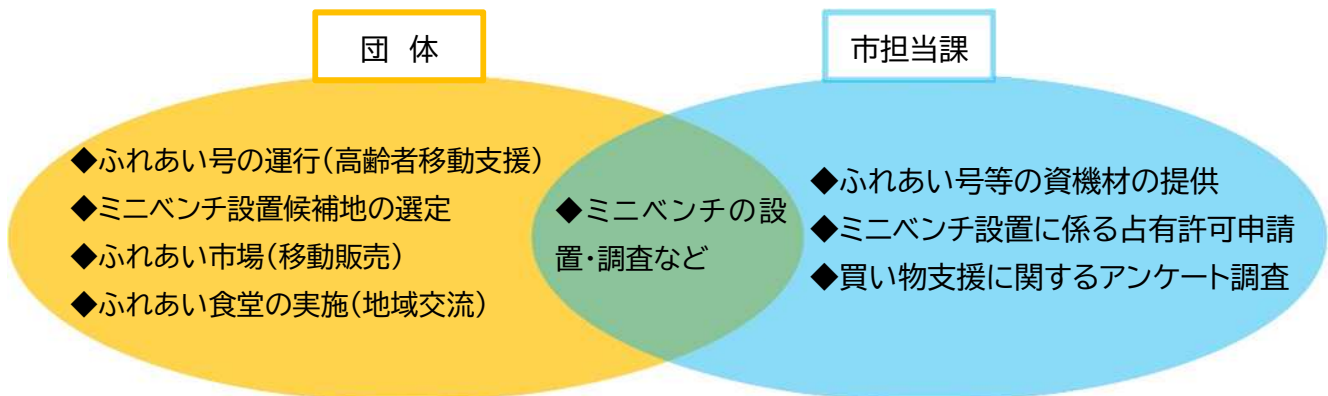 団 体
市担当課
◆ふれあい号の運行(高齢者移動支援)
◆ミニベンチ設置候補地の選定
◆ふれあい市場(移動販売)
◆ふれあい食堂の実施(地域交流)
◆ミニベンチの設
置・調査など
◆ふれあい号等の資機材の提供
◆ミニベンチ設置に係る占有許可申請
◆買い物支援に関するアンケート調査